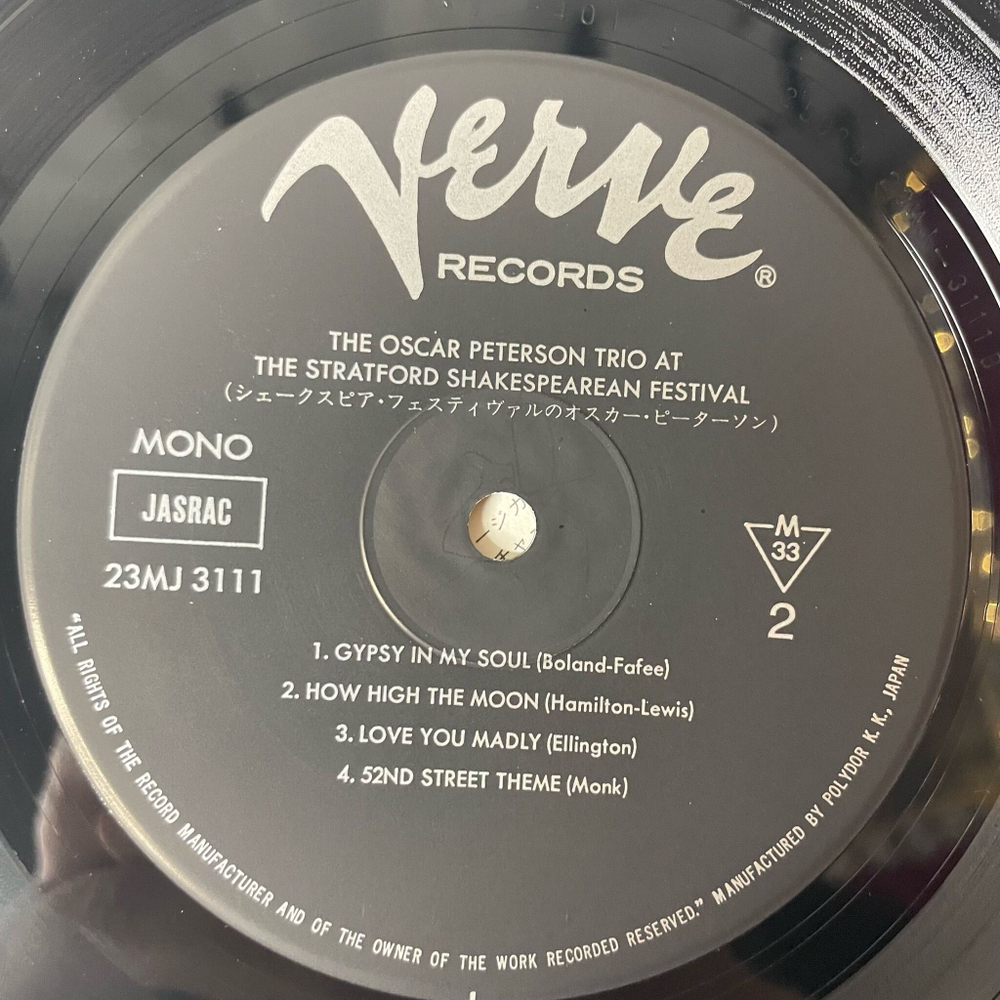 Verve
RECORDS
®
THE OSCAR PETERSON TRIO AT
THE STRATFORD SHAKESPEAREAN FESTIVAL
(シェークスピア・フェスティヴァルのオスカー・ピーターソン)
MONO
JASRAC
23MJ 3111
M
33
2
1. GYPSY IN MY SOUL (Boland-Fafee)
2. HOW HIGH THE MOON (Hamilton-Lewis)
3. LOVE YOU MADLY (Ellington)
4. 52ND STREET THEME (Monk)
"ALL RIGHTS OF THE RECORD MANUFACTURER AND OF THE OWNER OF THE WORK RECORDED RESERVED." MANUFACTURED BY POLYDOR K. K., JAPAN